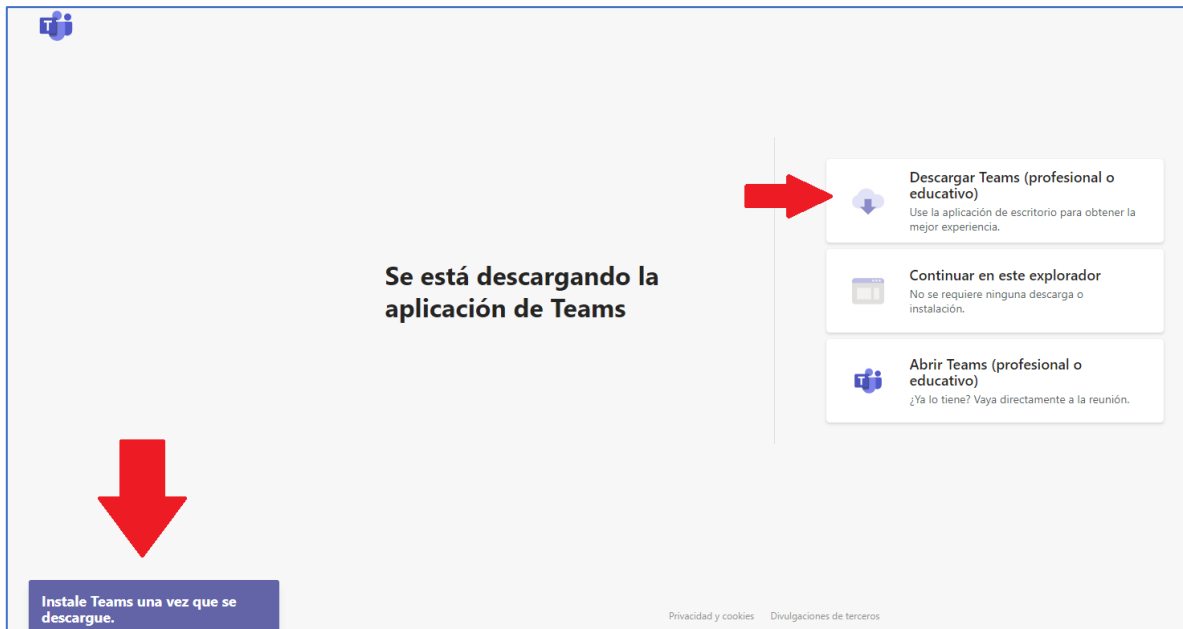 Se está descargando la
aplicación de Teams
Descargar Teams (profesional o
educativo)
Use la aplicación de escritorio para obtener la
mejor experiencia.
Continuar en este explorador
No se requiere ninguna descarga o
instalación.
Abrir Teams (profesional o
educativo)
¿Ya lo tiene? Vaya directamente a la reunión.
Instale Teams una vez que se
descargue.
Privacidad y cookies Divulgaciones de terceros